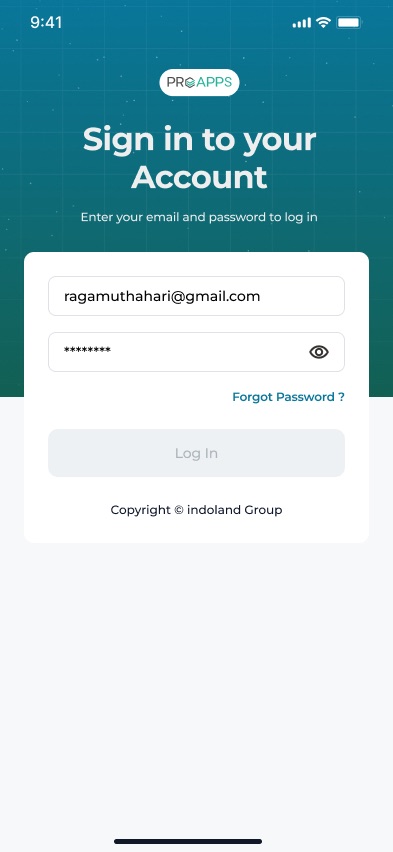 9:41
PROAPPS
Sign in to your
Account
Enter your email and password to log in
ragamuthahari@gmail.com
********
Forgot Password ?
Log In
Copyright © indoland Group